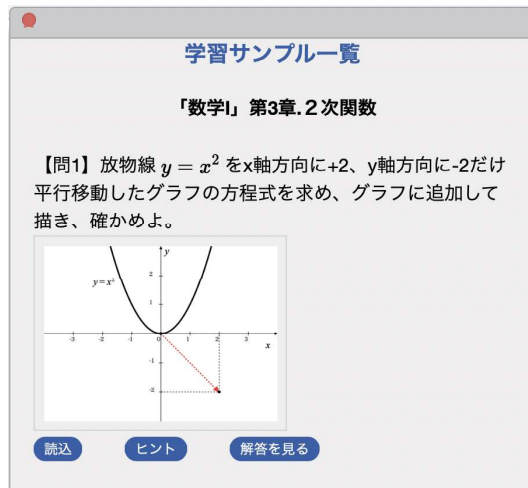 学習サンプル一覧
「数学I」第3章.２次関数
【問1】放物線 y = x² をx軸方向に+2、y軸方向に-2だけ
平行移動したグラフの方程式を求め、グラフに追加して
描き、確かめよ。
y
2
y=x²
1
-3 -2 -1 0 1 2 3
x
-1
-2
読込 ヒント 解答を見る